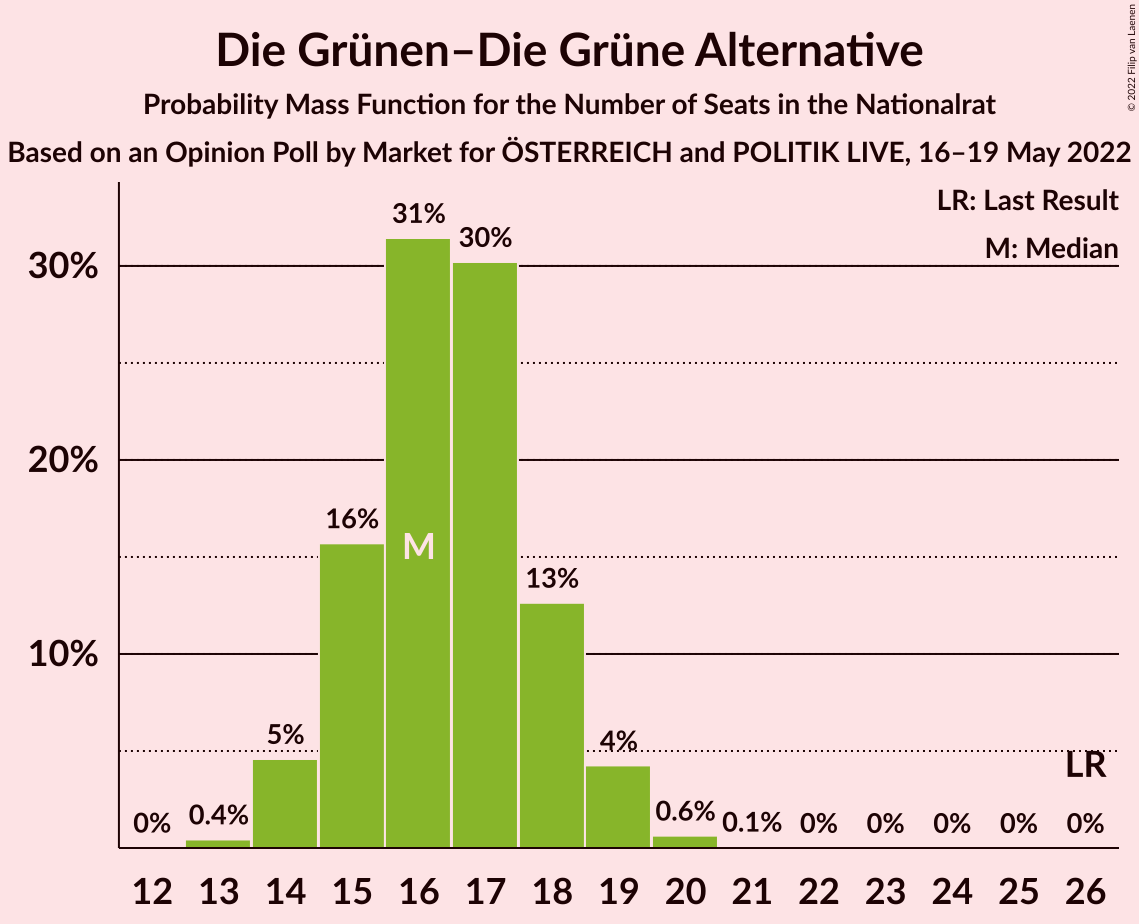 Die Grünen–Die Grüne Alternative
Probability Mass Function for the Number of Seats in the Nationalrat
Based on an Opinion Poll by Market for ÖSTERREICH and POLITIK LIVE, 16–19 May 2022
© 2022 Filip van Laenen
LR: Last Result
M: Median
30%
20%
10%
0% 0.4% 5% 16% 31% 30% 13% 4% 0.6% 0.1% 0% 0% 0% 0% 0%
M
LR
12 13 14 15 16 17 18 19 20 21 22 23 24 25 26